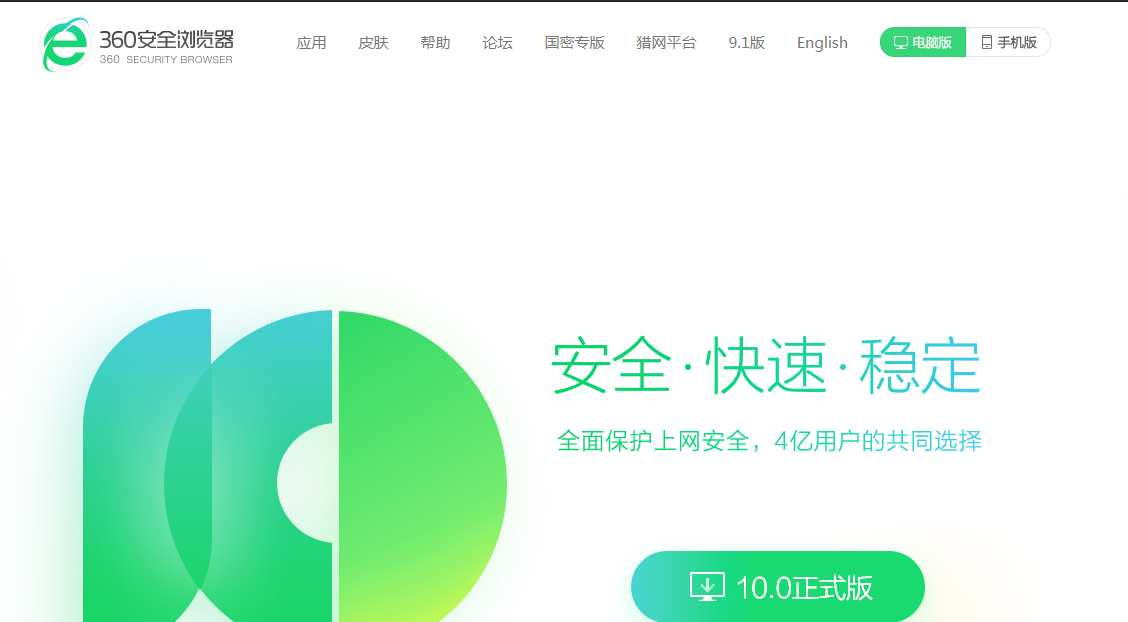 360安全浏览器
360 SECURITY BROWSER
应用 皮肤 帮助 论坛 国密专版 猎网平台 9.1版 English 电脑版 手机版
安全·快速·稳定
全面保护上网安全，4亿用户的共同选择
10.0正式版